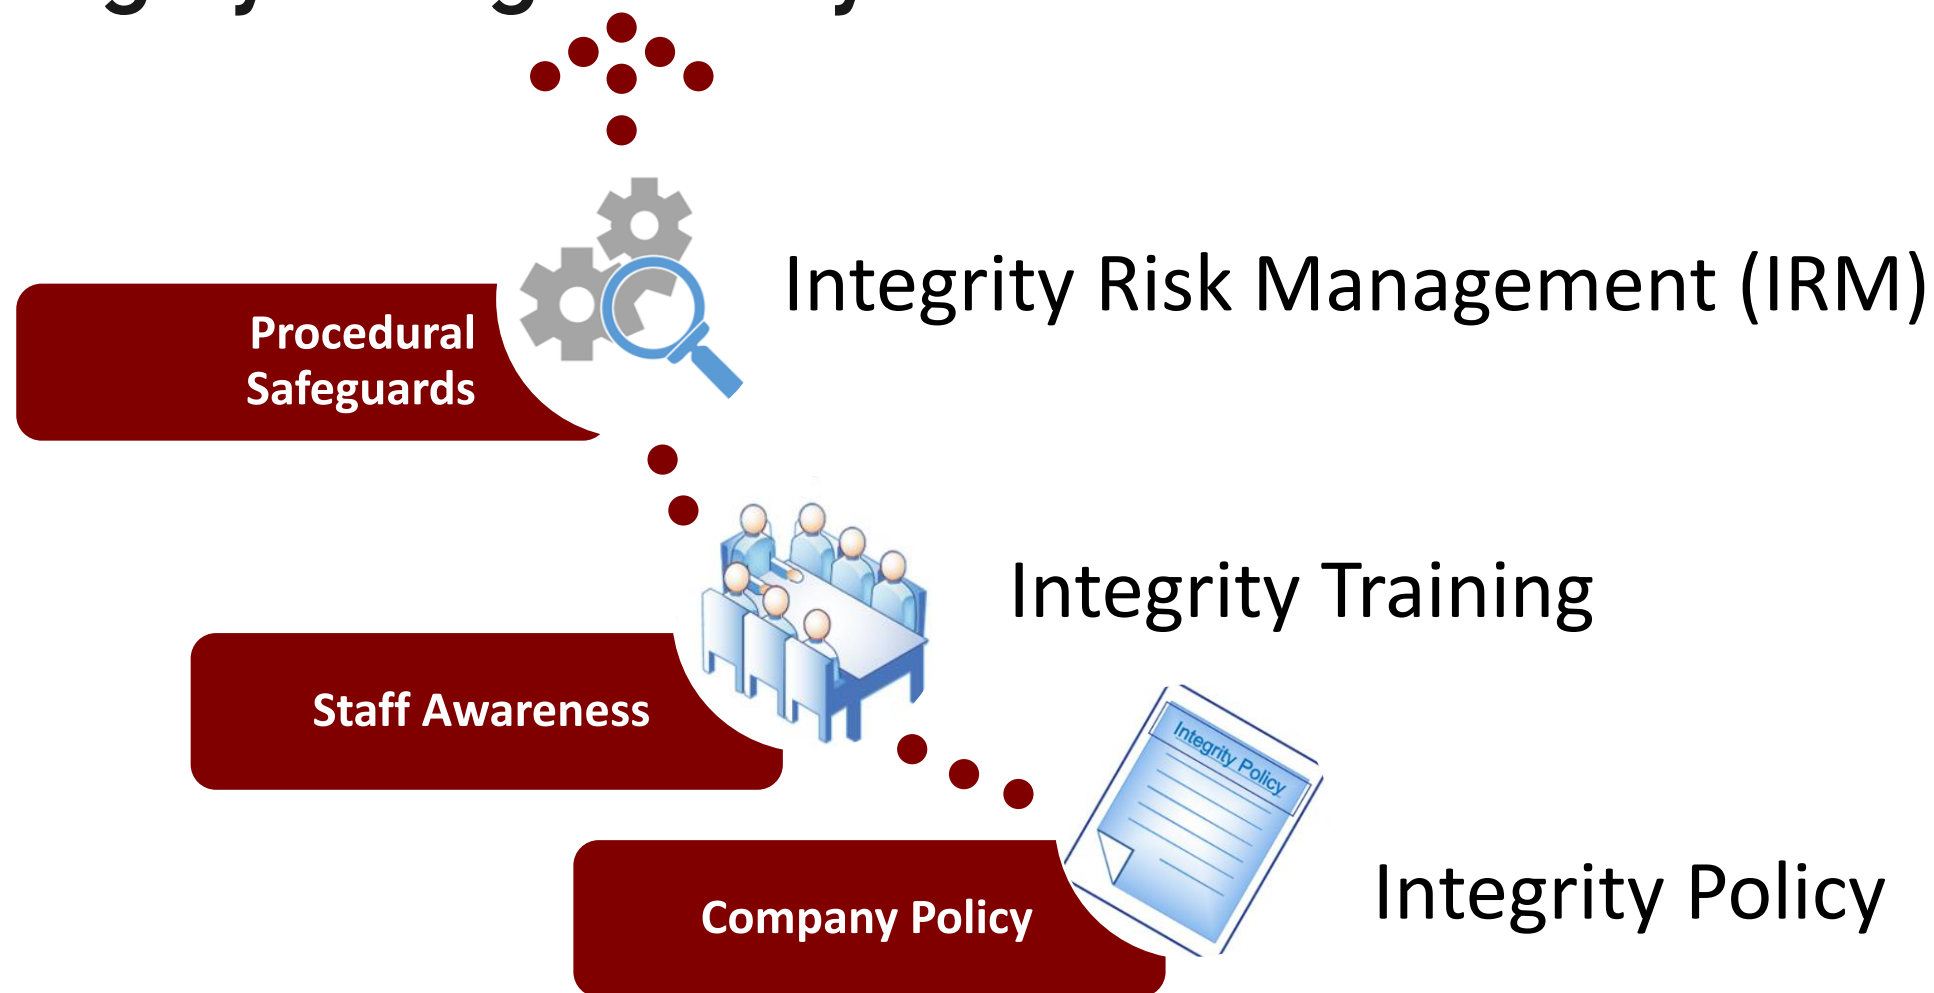 Integrity Risk Management (IRM)
Procedural
Safeguards
Integrity Training
Staff Awareness
Integrity Policy
Integrity Policy
Company Policy